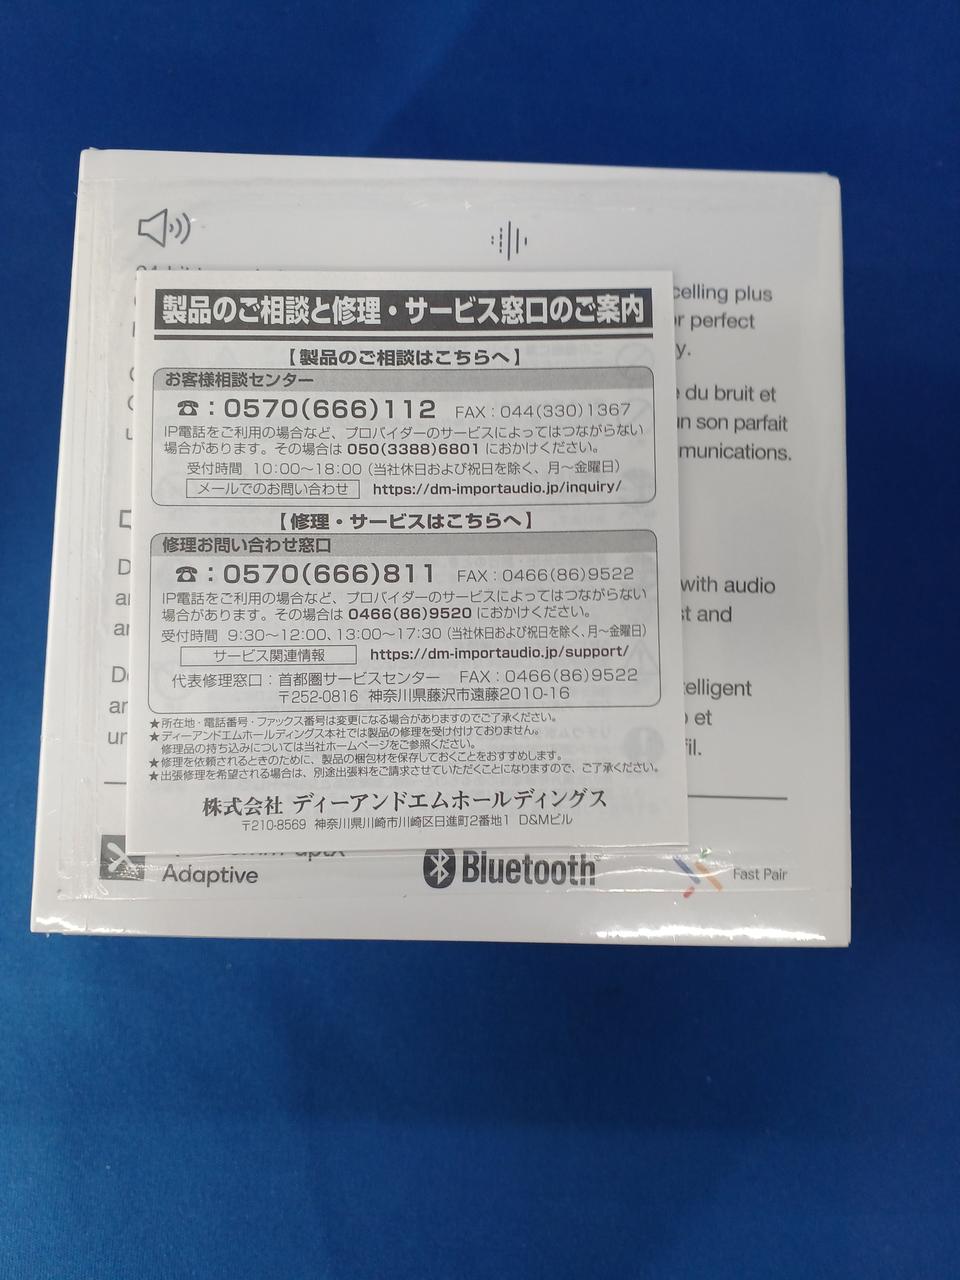 製品のご相談と修理・サービス窓口のご案内
【製品のご相談はこちらへ】
お客様相談センター
☎：0570(666)112 FAX：044(330)1367
IP電話をご利用の場合など、プロバイダーのサービスによってはつながらない
場合があります。その場合は 050(3388)6801 におかけください。
受付時間 10:00〜18:00（当社休日および祝日を除く、月〜金曜日）
メールでのお問い合わせ https://dm-importaudio.jp/inquiry/
【修理・サービスはこちらへ】
修理お問い合わせ窓口
☎：0570(666)811 FAX：0466(86)9522
IP電話をご利用の場合など、プロバイダーのサービスによってはつながらない
場合があります。その場合は 0466(86)9520 におかけください。
受付時間 9:30〜12:00、13:00〜17:30（当社休日および祝日を除く、月〜金曜日）
サービス関連情報 https://dm-importaudio.jp/support/
代表修理窓口：首都圏サービスセンター FAX：0466(86)9522
〒252-0816 神奈川県藤沢市遠藤2010-16
★所在地・電話番号・ファックス番号は変更になる場合がありますのでご了承ください。
★ディーアンドエムホールディングス本社では製品の修理を受け付けておりません。
修理品の持ち込みについては当社ホームページをご参照ください。
★修理を依頼されるときのために、製品の梱包材を保存しておくことをおすすめします。
★出張修理を希望される場合は、別途出張料をご請求させていただくことになりますので、ご了承ください。
株式会社 ディーアンドエムホールディングス
〒210-8569 神奈川県川崎市川崎区日進町2番地1 D&Mビル
celling plus
or perfect
y.
du bruit et
un son parfait
munications.
with audio
st and
telligent
et
fil.
Adaptive
Bluetooth
Fast Pair